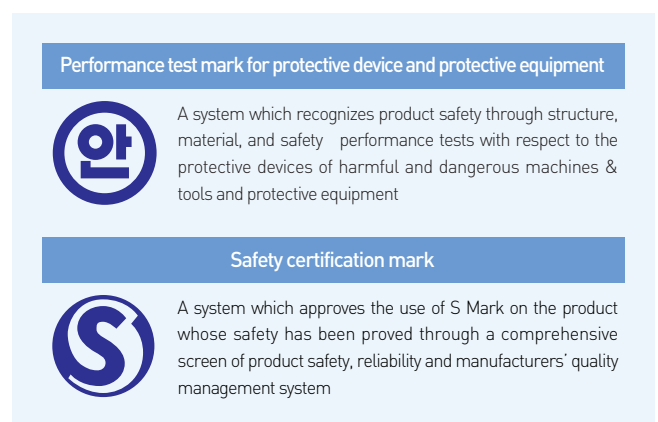 Performance test mark for protective device and protective equipment
안
A system which recognizes product safety through structure,
material, and safety performance tests with respect to the
protective devices of harmful and dangerous machines &
tools and protective equipment
Safety certification mark
S
A system which approves the use of S Mark on the product
whose safety has been proved through a comprehensive
screen of product safety, reliability and manufacturers' quality
management system